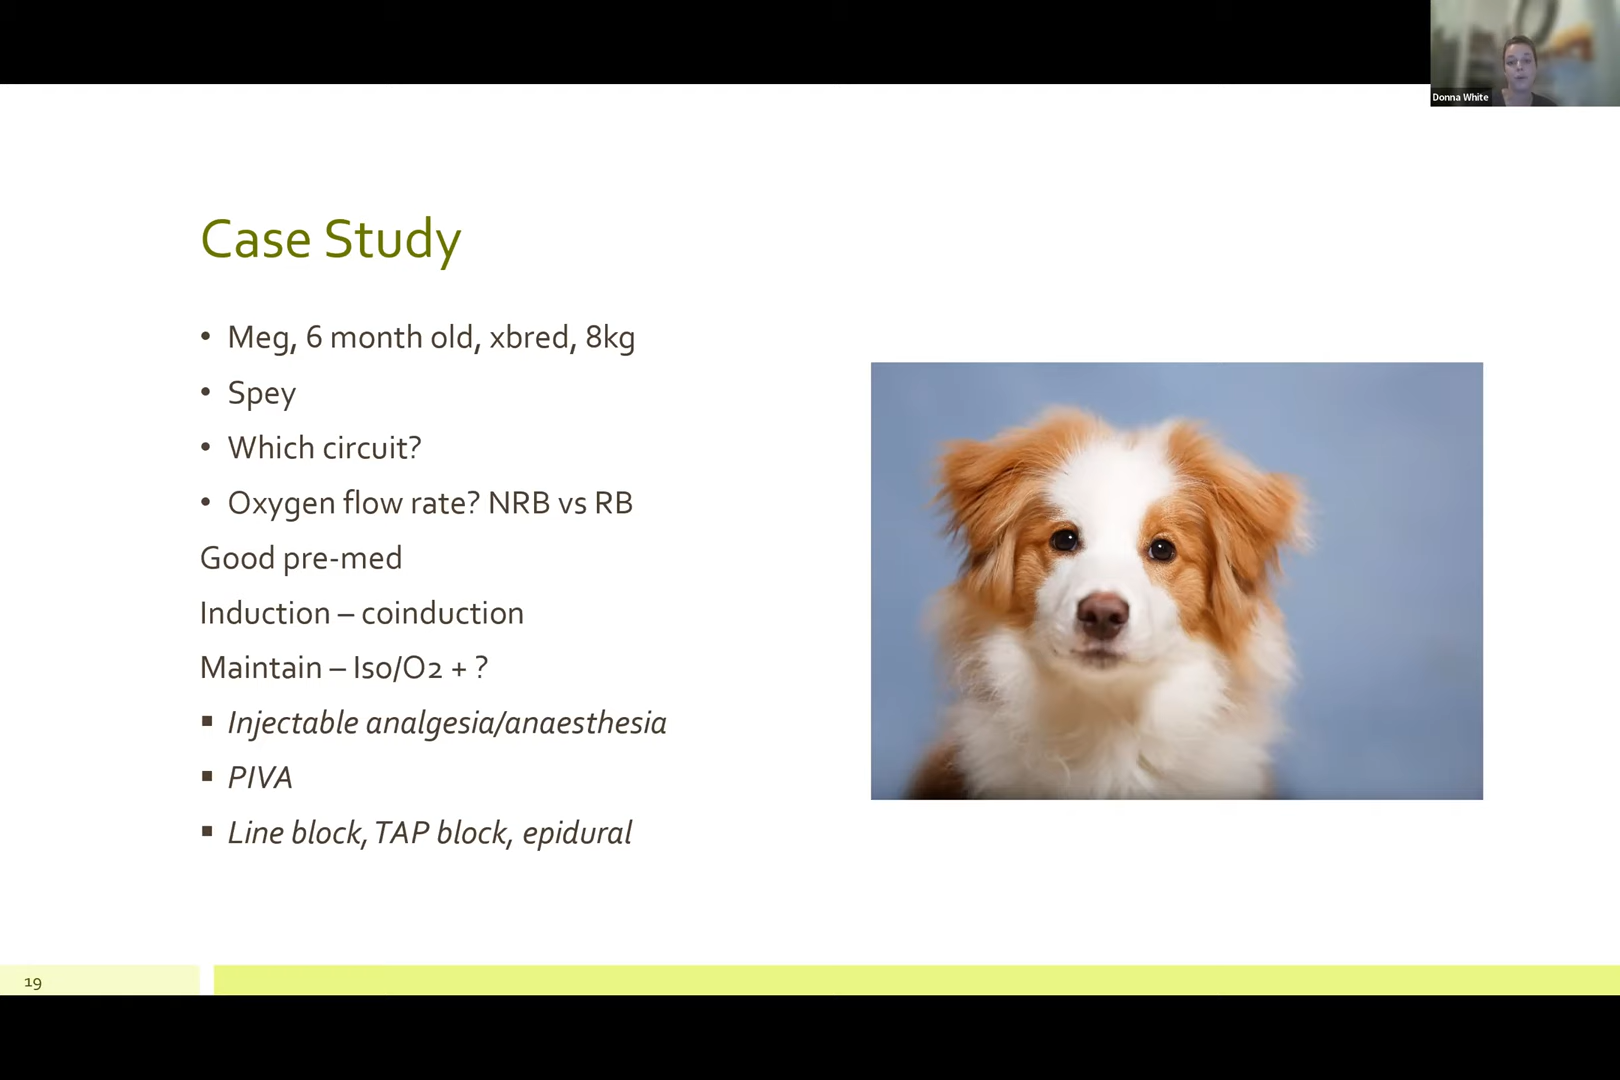 Donna White
Case Study
• Meg, 6 month old, xbred, 8kg
• Spey
• Which circuit?
• Oxygen flow rate? NRB vs RB
Good pre-med
Induction – coinduction
Maintain – Iso/O2 + ?
▪ Injectable analgesia/anaesthesia
▪ PIVA
▪ Line block, TAP block, epidural
19